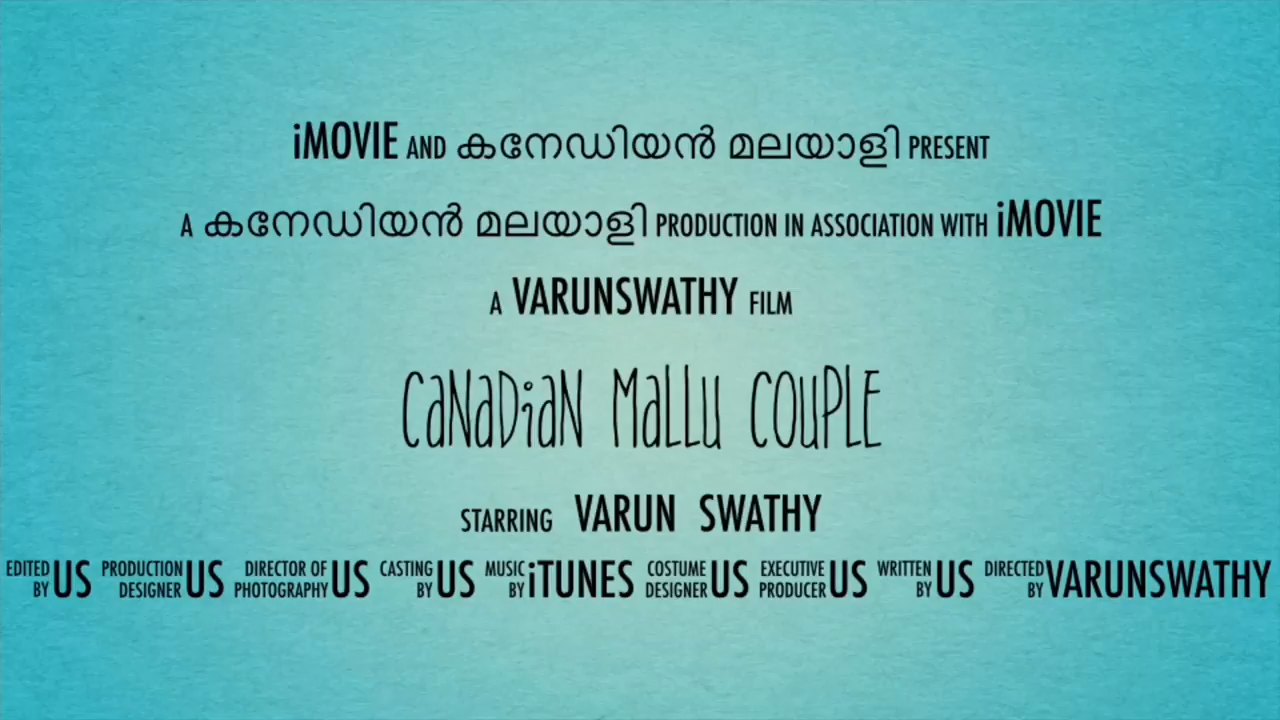 iMOVIE AND കനേഡിയൻ മലയാളി PRESENT
A കനേഡിയൻ മലയാളി PRODUCTION IN ASSOCIATION WITH iMOVIE
A VARUNSWATHY FILM
CaNaDiaN MaLLu COuPLE
STARRING VARUN SWATHY
EDITED BY US PRODUCTION DESIGNER US DIRECTOR OF PHOTOGRAPHY US CASTING BY US MUSIC BY iTUNES COSTUME DESIGNER US EXECUTIVE PRODUCER US WRITTEN BY US DIRECTED BY VARUNSWATHY